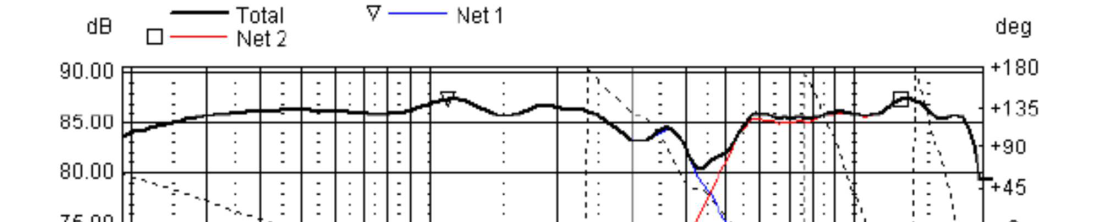 Total
Net 1
dB
deg
Net 2
90.00
+180
+135
85.00
+90
80.00
+45
75.00